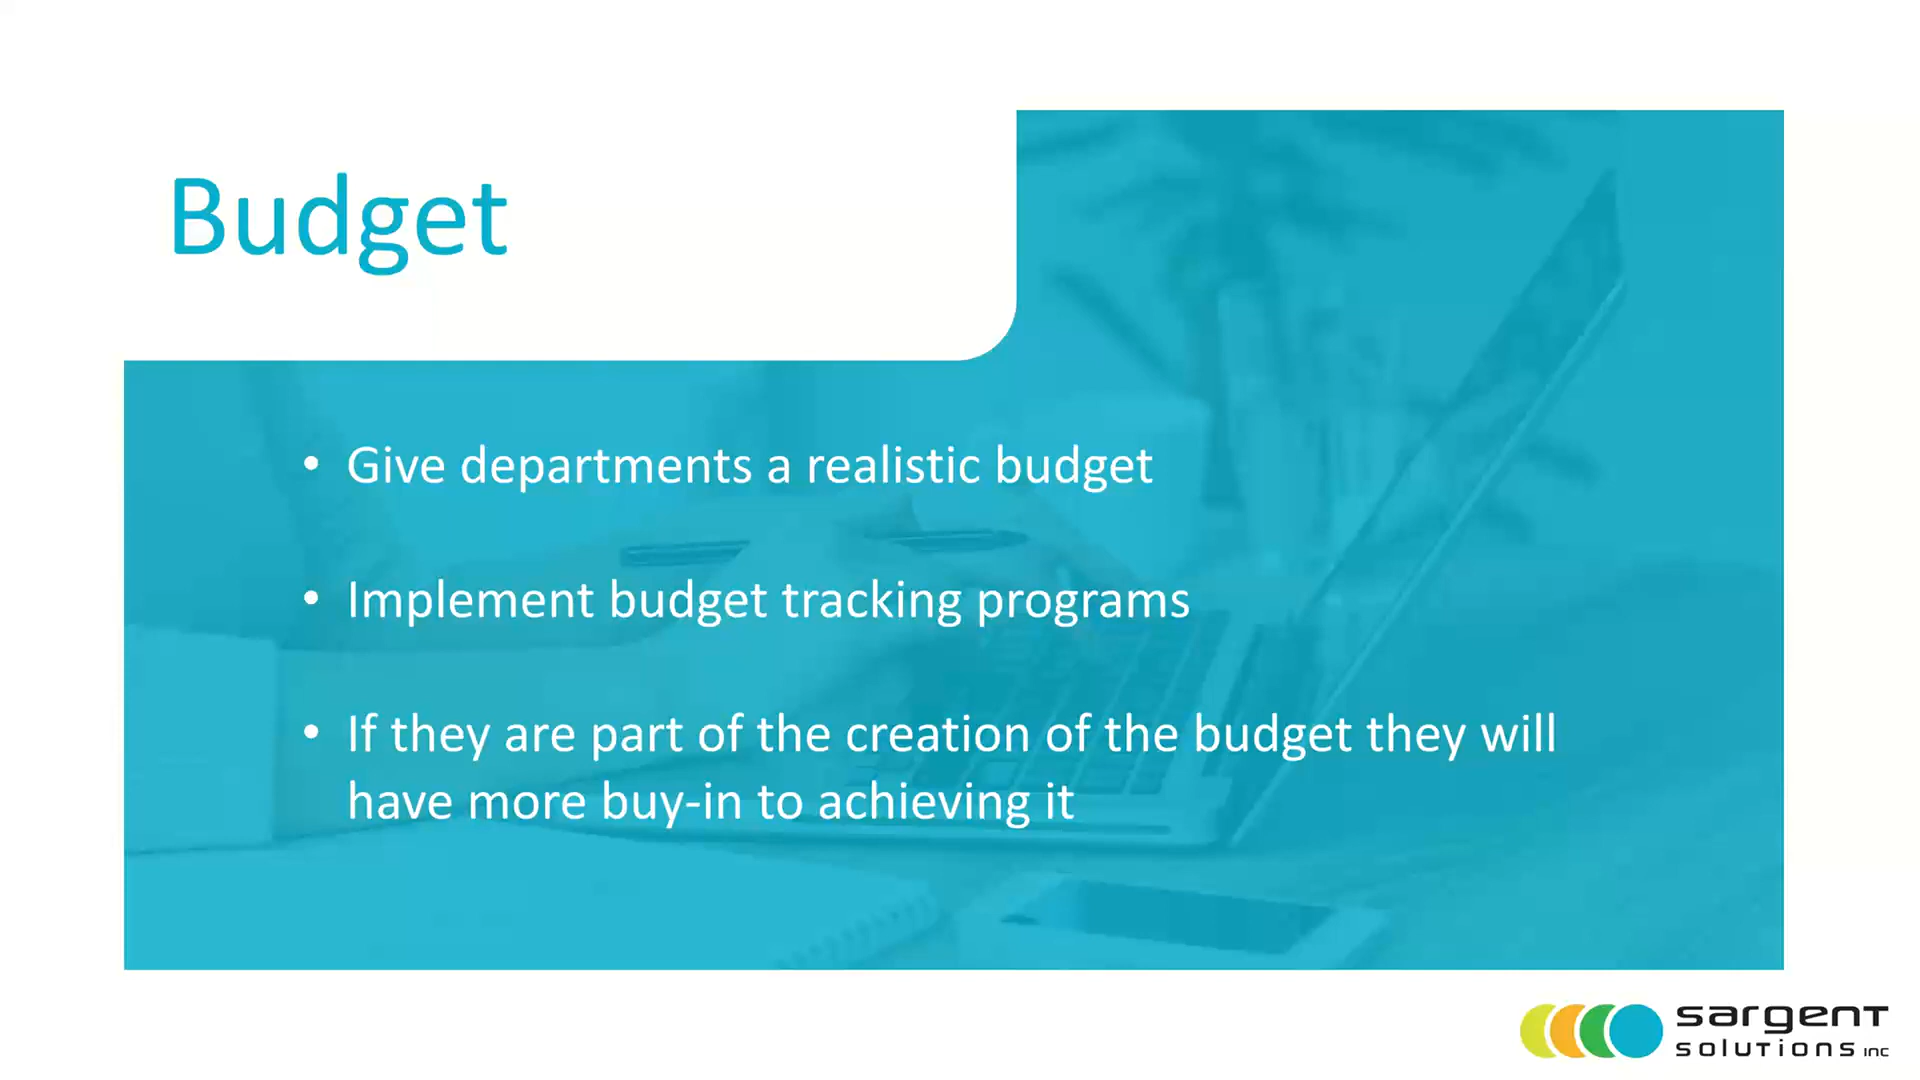 Budget
• Give departments a realistic budget
• Implement budget tracking programs
• If they are part of the creation of the budget they will
have more buy-in to achieving it
sargent
solutions inc